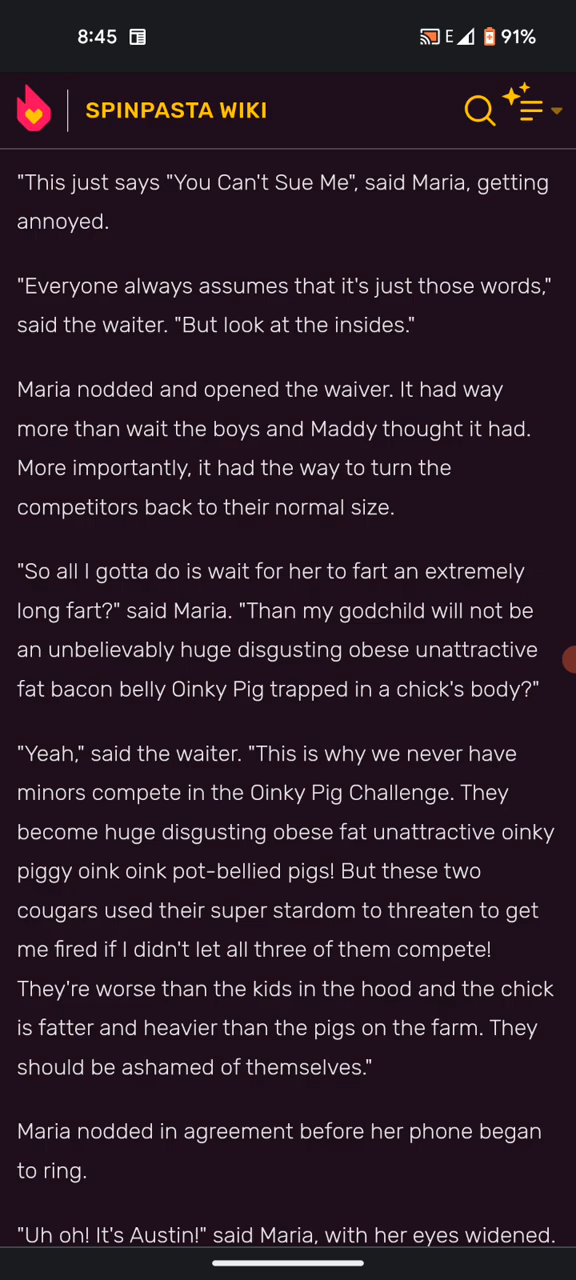 8:45
E
91%
SPINPASTA WIKI
"This just says "You Can't Sue Me", said Maria, getting
annoyed.
"Everyone always assumes that it's just those words,"
said the waiter. "But look at the insides."
Maria nodded and opened the waiver. It had way
more than wait the boys and Maddy thought it had.
More importantly, it had the way to turn the
competitors back to their normal size.
"So all I gotta do is wait for her to fart an extremely
long fart?" said Maria. "Than my godchild will not be
an unbelievably huge disgusting obese unattractive
fat bacon belly Oinky Pig trapped in a chick's body?"
"Yeah," said the waiter. "This is why we never have
minors compete in the Oinky Pig Challenge. They
become huge disgusting obese fat unattractive oinky
piggy oink oink pot-bellied pigs! But these two
cougars used their super stardom to threaten to get
me fired if I didn't let all three of them compete!
They're worse than the kids in the hood and the chick
is fatter and heavier than the pigs on the farm. They
should be ashamed of themselves."
Maria nodded in agreement before her phone began
to ring.
"Uh oh! It's Austin!" said Maria, with her eyes widened.